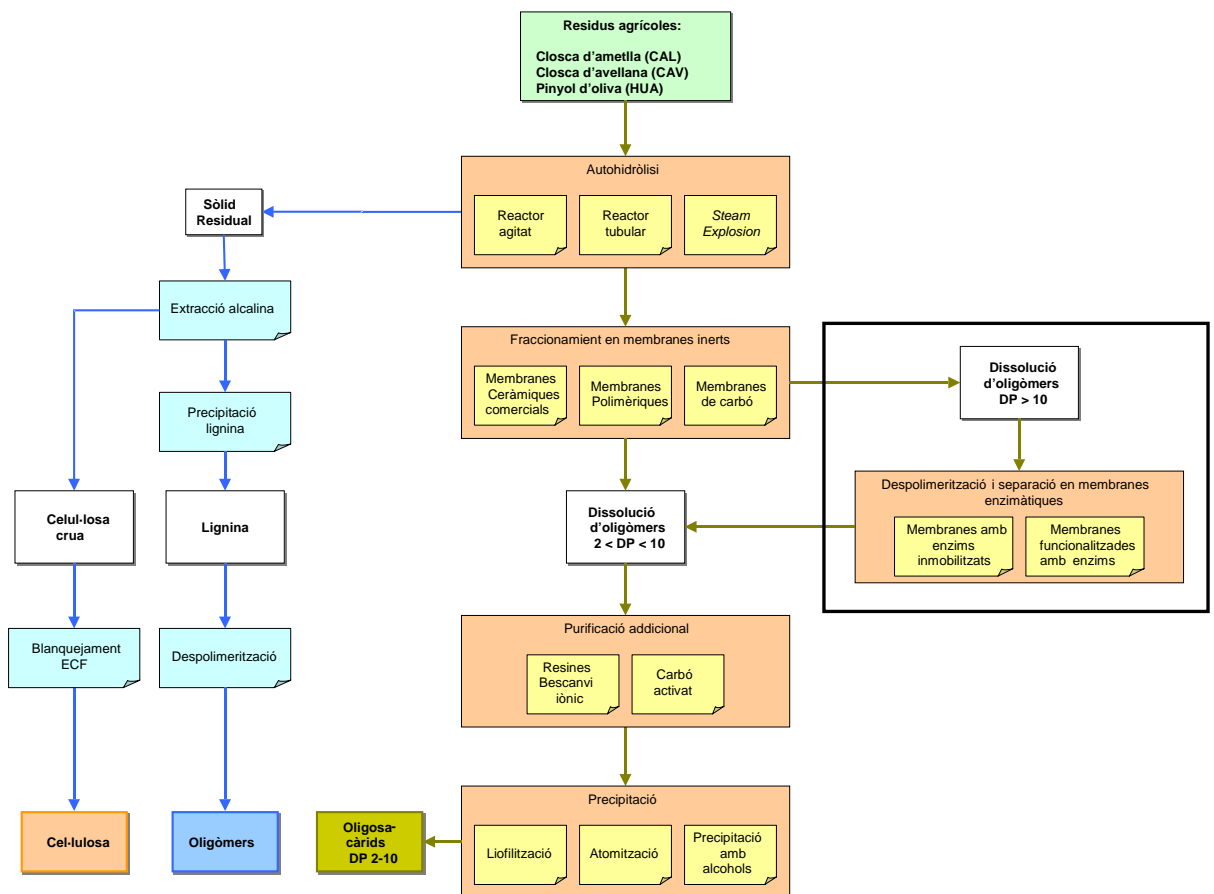 Residus agrícoles:
Closca d'ametlla (CAL)
Closca d'avellana (CAV)
Pinyol d'oliva (HUA)
Autohidròlisi
Reactor
agitat
Reactor
tubular
Steam
Explosion
Sòlid
Residual
Extracció alcalina
Fraccionamient en membranes inerts
Membranes
Ceràmiques
comercials
Membranes
Polimèriques
Membranes
de carbó
Dissolució
d'oligòmers
DP > 10
Precipitació
lignina
Despolimerització i separació en membranes
enzimàtiques
Membranes amb
enzims
inmobilitzats
Membranes
funcionalitzades
amb enzims
Celul·losa
crua
Lignina
Dissolució
d'oligòmers
2 < DP < 10
Purificació addicional
Resines
Bescanvi
iònic
Carbó
activat
Blanquejament
ECF
Despolimerització
Precipitació
Liofilització
Atomització
Precipitació
amb
alcohols
Cel·lulosa
Oligòmers
Oligosa-
càrids
DP 2-10